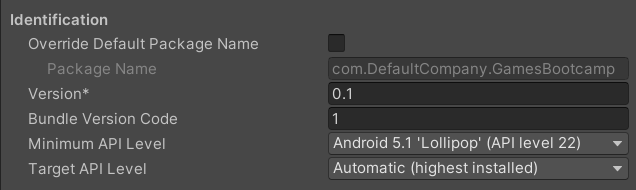 Identification
Override Default Package Name
Package Name com.DefaultCompany.GamesBootcamp
Version* 0.1
Bundle Version Code 1
Minimum API Level Android 5.1 'Lollipop' (API level 22)
Target API Level Automatic (highest installed)